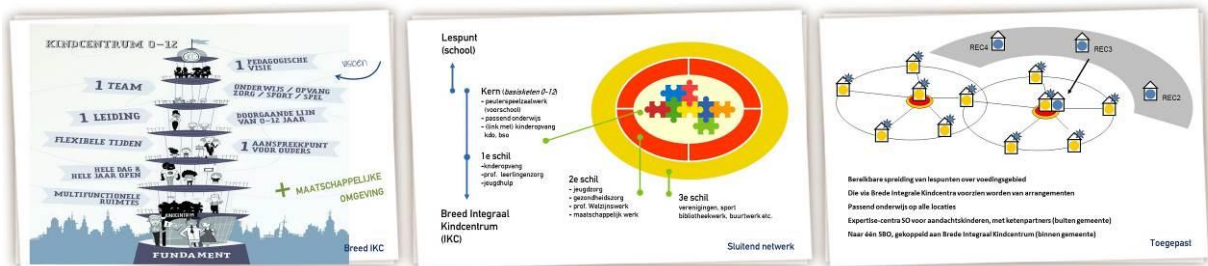 KINDCENTRUM 0-12
1 PEDAGOGISCHE VISIE
VISIEN
1 TEAM
ONDERWIJS / OPVANG
ZORG / SPORT / SPEL
1 LEIDING
DOORGAANDE LIJN
VAN 0-12 JAAR
FLEXIBELE TIJDEN
1 AANSPREEKPUNT
VOOR OUDERS
HELE DAG &
HELE JAAR OPEN
+ MAATSCHAPPELIJKE
OMGEVING
MULTIFUNCTIONELE
RUIMTES
KINDCENTRUM
FUNDAMENT
Breed IKC
Lespunt
(school)
Kern (basisketen 0-12)
- peuterspeelzaalwerk
(voorschool)
- passend onderwijs
- (link met) kinderopvang
kdo, bso
1e schil
-kinderopvang
-prof. leerlingenzorg
-jeugdhulp
Breed Integraal
Kindcentrum
(IKC)
2e schil
- jeugdzorg
- gezondheidszorg
- prof. Welzijnswerk
- maatschappelijk werk
3e schil
verenigingen, sport
bibliotheekwerk, buurtwerk etc.
Sluitend netwerk
REC4
REC3
REC2
Bereikbare spreiding van lespunten over voedingsgebied
Die via Brede Integrale Kindcentra voorzien worden van arrangementen
Passend onderwijs op alle locaties
Expertise-centra SO voor aandachtskinderen, met ketenpartners (buiten gemeente)
Naar één SBO, gekoppeld aan Brede Integraal Kindcentrum (binnen gemeente)
Toegepast